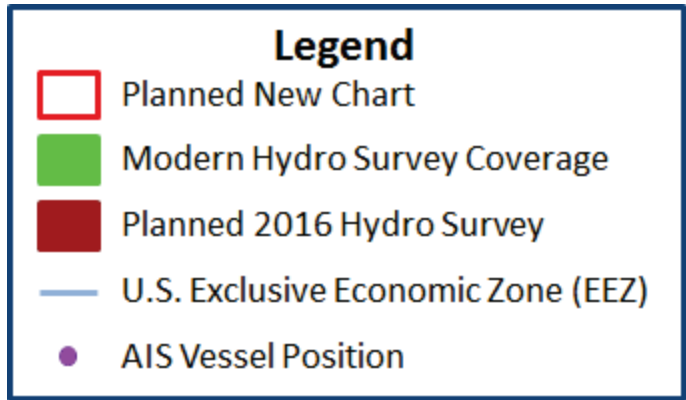 Legend
Planned New Chart
Modern Hydro Survey Coverage
Planned 2016 Hydro Survey
U.S. Exclusive Economic Zone (EEZ)
AIS Vessel Position